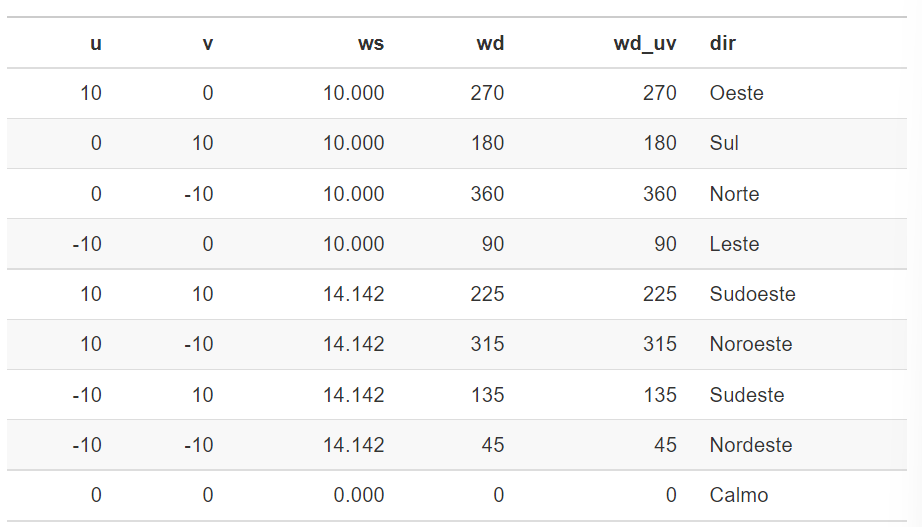 u v ws wd wd_uv dir
10 0 10.000 270 270 Oeste
0 10 10.000 180 180 Sul
0 -10 10.000 360 360 Norte
-10 0 10.000 90 90 Leste
10 10 14.142 225 225 Sudoeste
10 -10 14.142 315 315 Noroeste
-10 10 14.142 135 135 Sudeste
-10 -10 14.142 45 45 Nordeste
0 0 0.000 0 0 Calmo